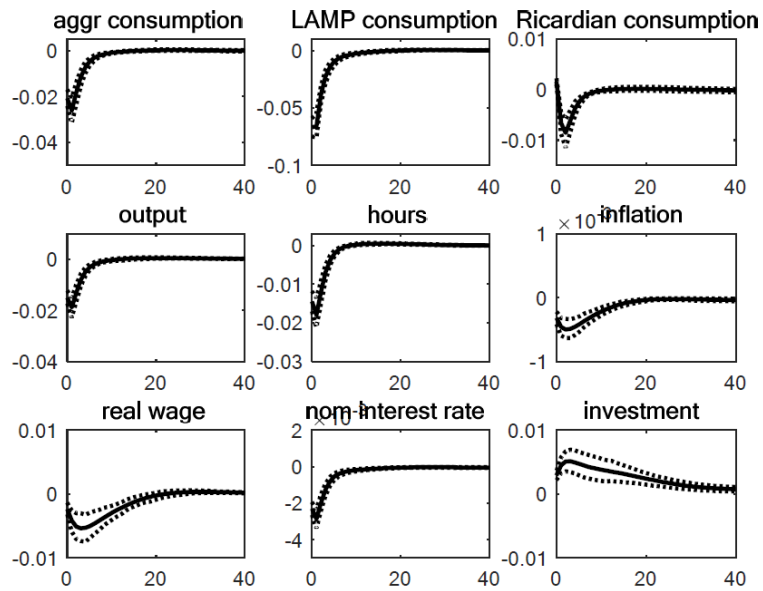 aggr consumption LAMP consumption Ricardian consumption
0 0 0.01
-0.02 -0.05 0
-0.04 -0.1 -0.01
0 20 40 0 20 40 0 20 40
output hours inflation
× 10
0 0 1
-0.02 -0.01 0
-0.04 -0.02 -1
-0.03
0 20 40 0 20 40 0 20 40
real wage nom interest rate investment
× 10
0.01 2 0.01
0 0 0
-2
-0.01 -4 -0.01
0 20 40 0 20 40 0 20 40